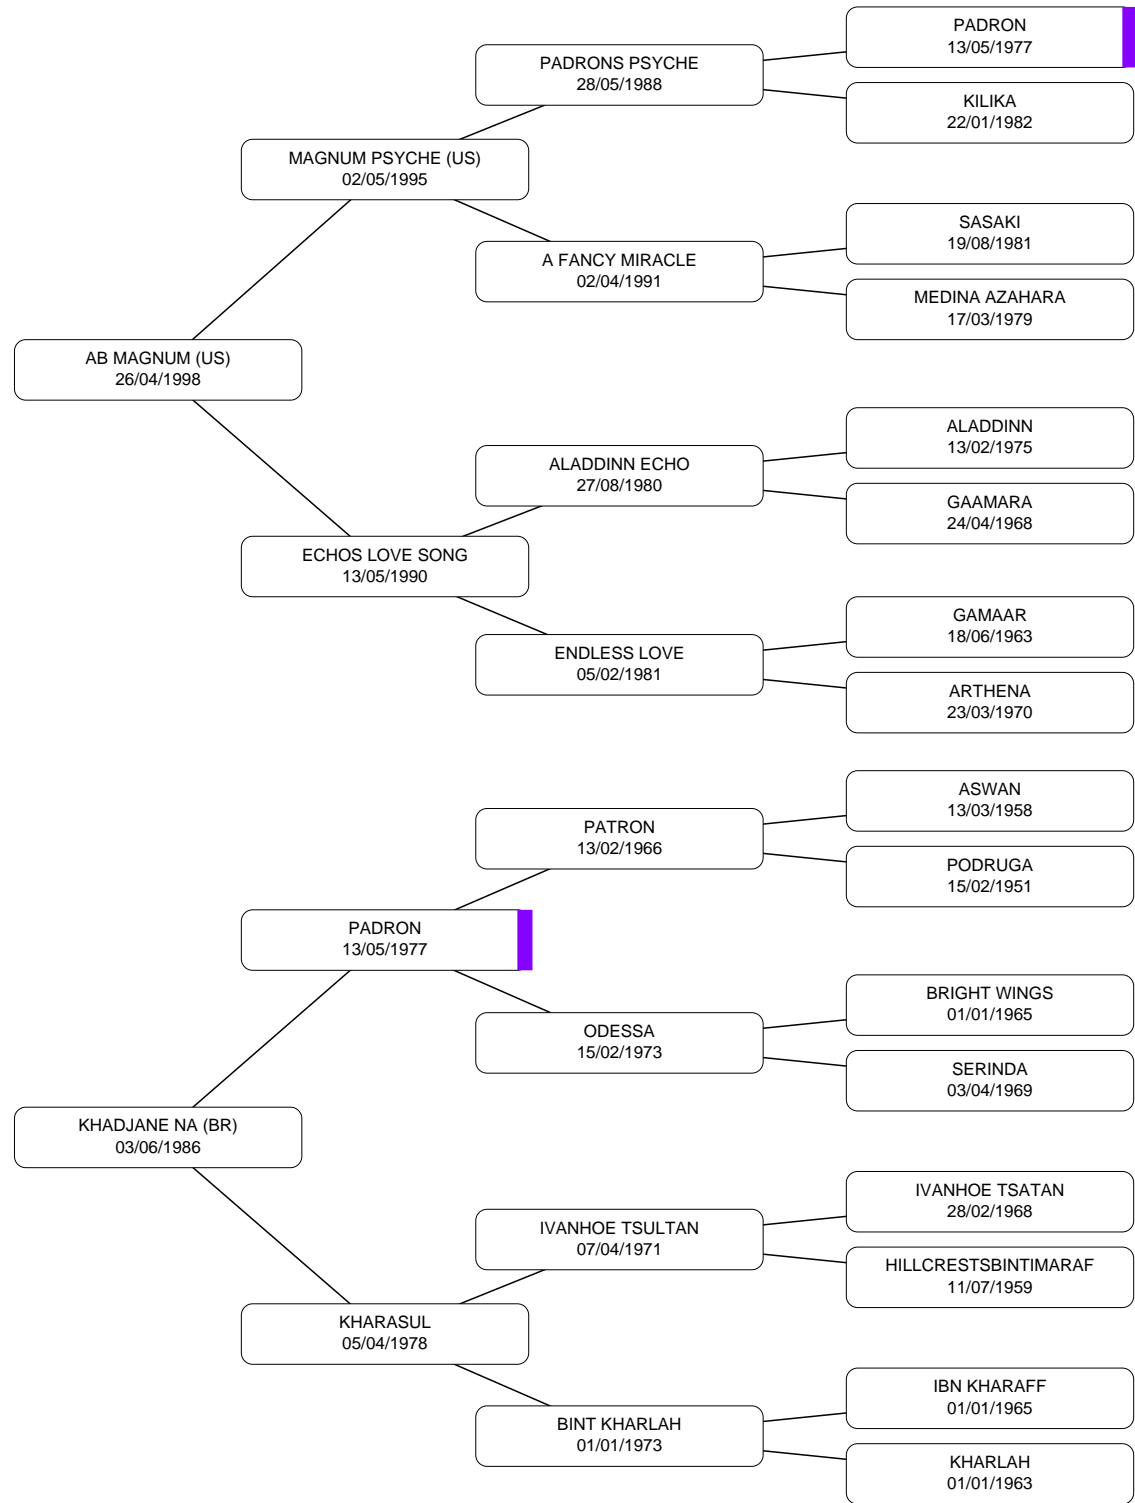 PADRON
13/05/1977
PADRONS PSYCHE
28/05/1988
KILIKA
22/01/1982
MAGNUM PSYCHE (US)
02/05/1995
SASAKI
19/08/1981
A FANCY MIRACLE
02/04/1991
MEDINA AZAHARA
17/03/1979
AB MAGNUM (US)
26/04/1998
ALADDINN
13/02/1975
ALADDINN ECHO
27/08/1980
GAAMARA
24/04/1968
ECHOS LOVE SONG
13/05/1990
GAMAAR
18/06/1963
ENDLESS LOVE
05/02/1981
ARTHENA
23/03/1970
ASWAN
13/03/1958
PATRON
13/02/1966
PODRUGA
15/02/1951
PADRON
13/05/1977
BRIGHT WINGS
01/01/1965
ODESSA
15/02/1973
SERINDA
03/04/1969
KHADJANE NA (BR)
03/06/1986
IVANHOE TSATAN
28/02/1968
IVANHOE TSULTAN
07/04/1971
HILLCRESTSBINTIMARAF
11/07/1959
KHARASUL
05/04/1978
IBN KHARAFF
01/01/1965
BINT KHARLAH
01/01/1973
KHARLAH
01/01/1963